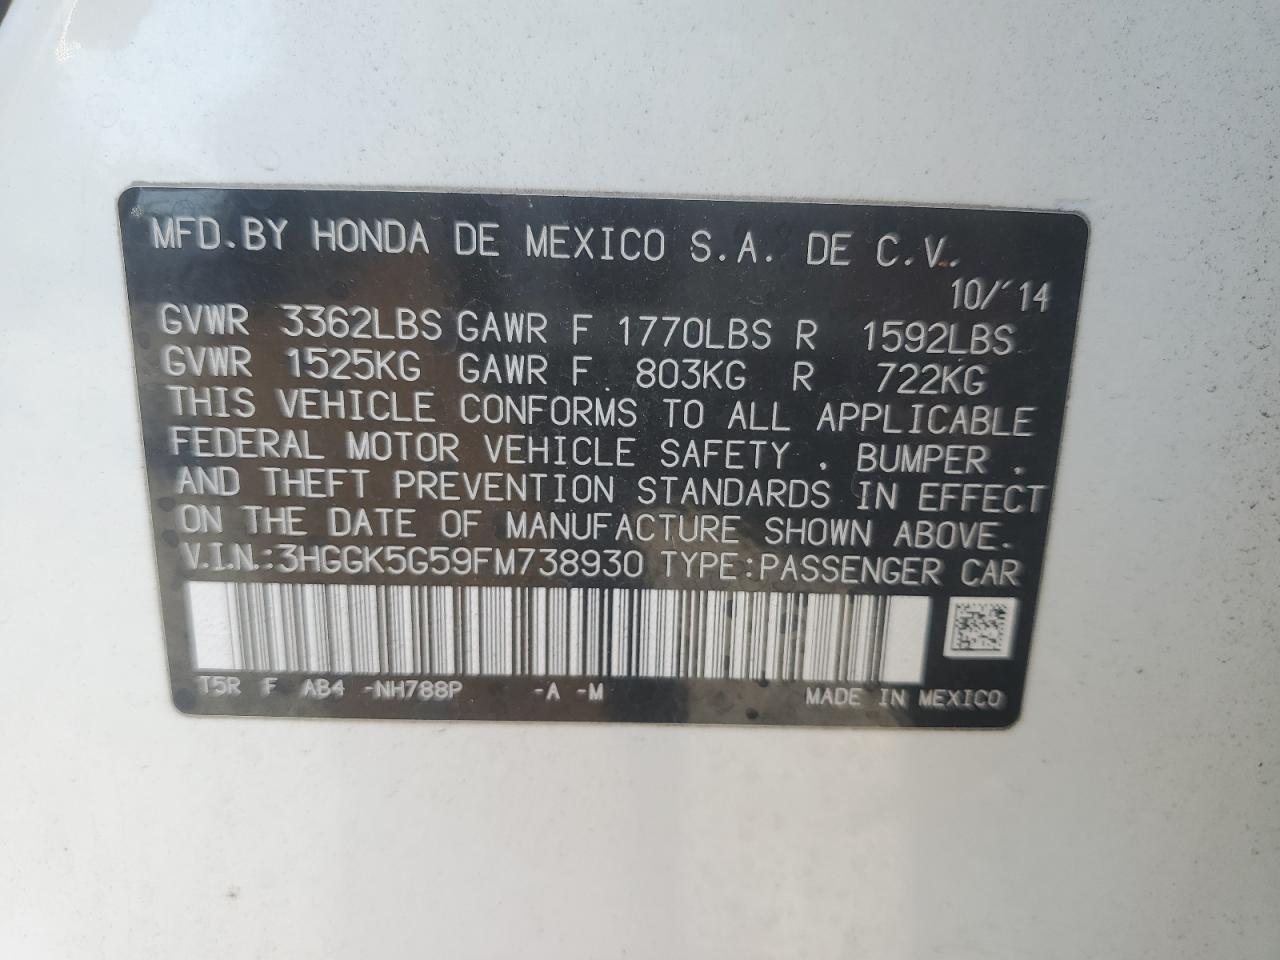 MFD.BY HONDA DE MEXICO S.A. DE C.V.
10/'14
GVWR 3362LBS GAWR F 1770LBS R 1592LBS
GVWR 1525KG GAWR F 803KG R 722KG
THIS VEHICLE CONFORMS TO ALL APPLICABLE
FEDERAL MOTOR VEHICLE SAFETY , BUMPER ,
AND THEFT PREVENTION STANDARDS IN EFFECT
ON THE DATE OF MANUFACTURE SHOWN ABOVE.
V.I.N.:3HGGK5G59FM738930 TYPE:PASSENGER CAR
T5R F AB4 -NH788P -A -M MADE IN MEXICO